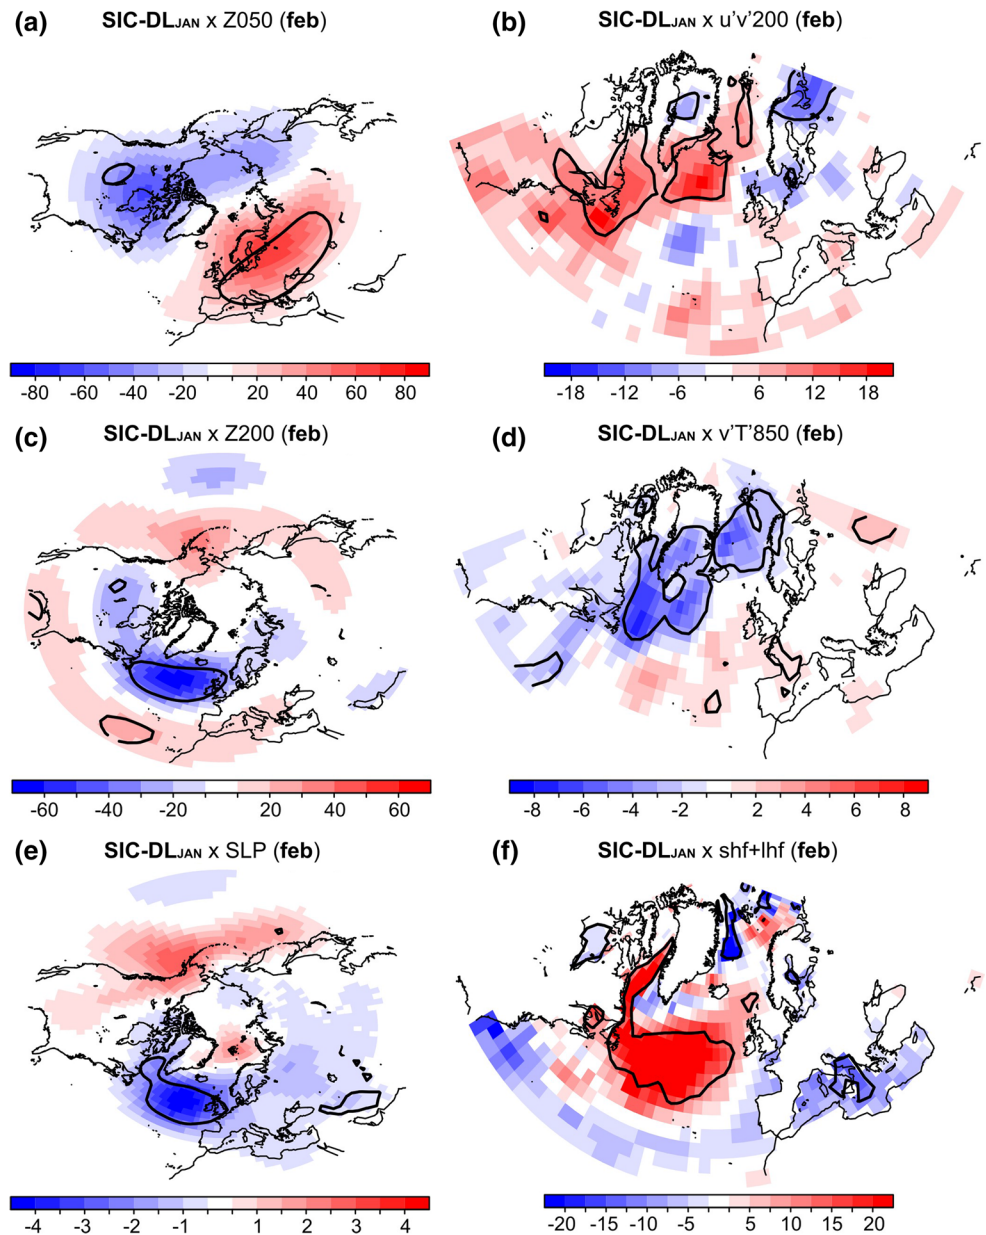 (a) SIC-DLJAN x Z050 (feb)
-80 -60 -40 -20 0 20 40 60 80
(b) SIC-DLJAN x u'v'200 (feb)
-18 -12 -6 6 12 18
(c) SIC-DLJAN x Z200 (feb)
-60 -40 -20 20 40 60
(d) SIC-DLJAN x v'T'850 (feb)
-8 -6 -4 -2 2 4 6 8
(e) SIC-DLJAN x SLP (feb)
-4 -3 -2 -1 1 2 3 4
(f) SIC-DLJAN x shf+lhf (feb)
-20 -15 -10 -5 5 10 15 20